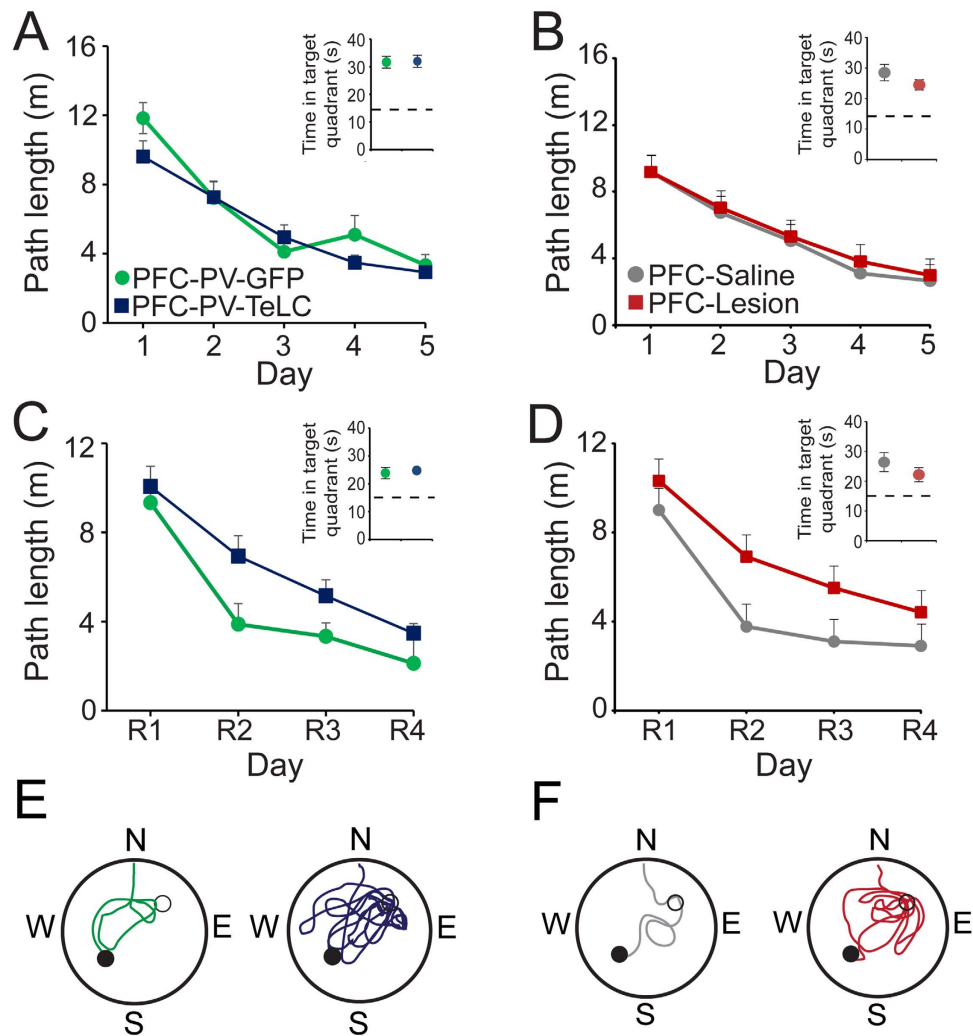 A
Path length (m)
16
12
8
4
0
1 2 3 4 5
Day
PFC-PV-GFP
PFC-PV-TeLC
Time in target
quadrant (s)
40
30
20
10
0
B
Path length (m)
16
12
8
4
0
1 2 3 4 5
Day
PFC-Saline
PFC-Lesion
Time in target
quadrant (s)
40
30
20
10
0
C
Path length (m)
12
8
4
0
R1 R2 R3 R4
Day
Time in target
quadrant (s)
40
30
20
10
0
D
Path length (m)
12
8
4
0
R1 R2 R3 R4
Day
Time in target
quadrant (s)
40
30
20
10
0
E
N
W E
S
F
N
W E
S